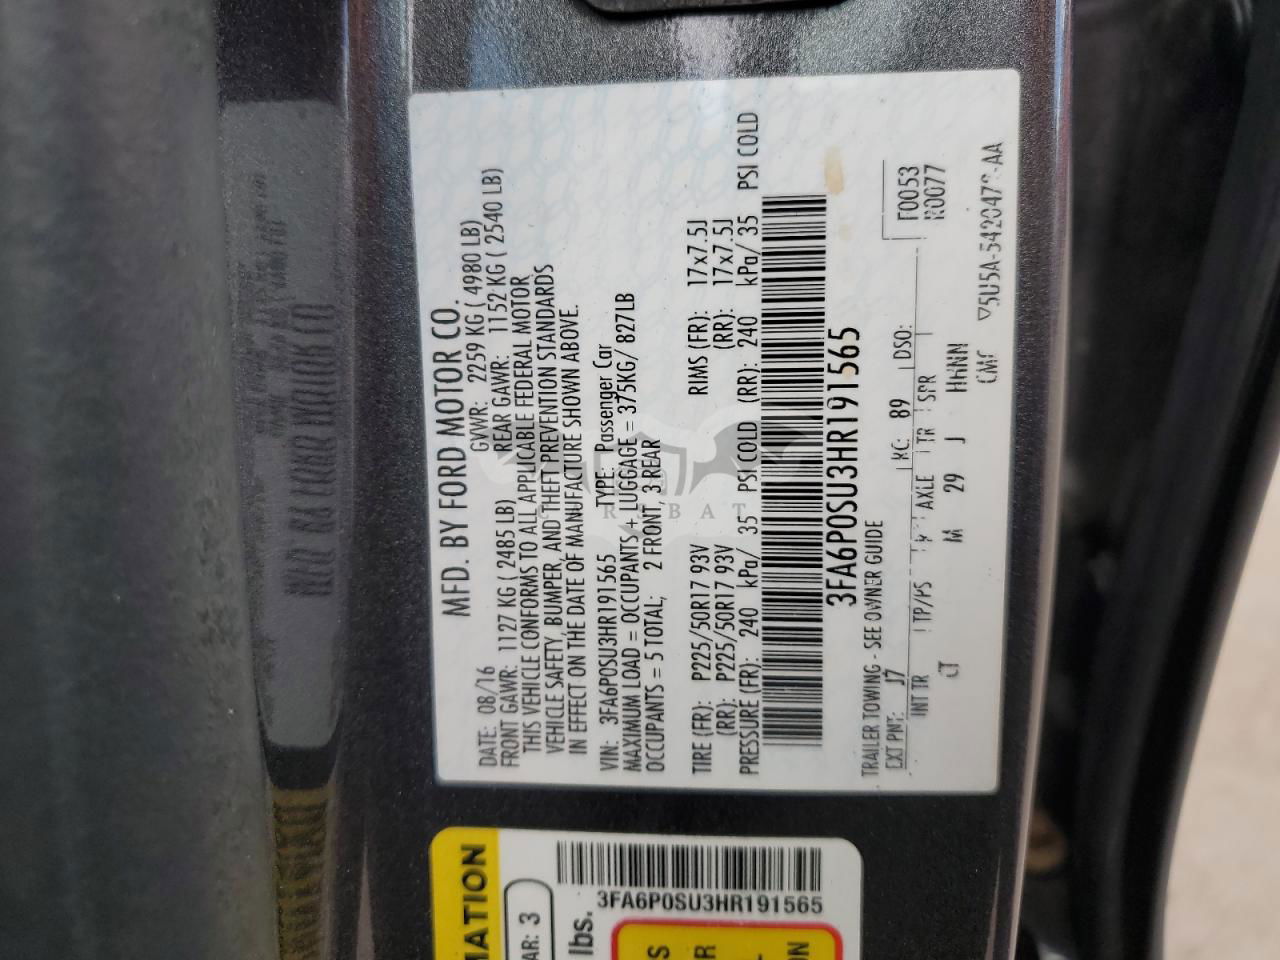 MFD. BY FORD MOTOR CO.
DATE: 08/16 GVWR: 2259 KG ( 4980 LB)
FRONT GAWR: 1127 KG ( 2485 LB) REAR GAWR: 1152 KG ( 2540 LB)
THIS VEHICLE CONFORMS TO ALL APPLICABLE FEDERAL MOTOR
VEHICLE SAFETY, BUMPER, AND THEFT PREVENTION STANDARDS
IN EFFECT ON THE DATE OF MANUFACTURE SHOWN ABOVE.
VIN: 3FA6P0SU3HR191565 TYPE: Passenger Car
MAXIMUM LOAD = OCCUPANTS + LUGGAGE = 375KG/ 827LB
OCCUPANTS = 5 TOTAL; 2 FRONT, 3 REAR
TIRE (FR): P225/50R17 93V RIMS (FR): 17x7.5J
(RR): P225/50R17 93V (RR): 17x7.5J
PRESSURE (FR): 240 kPa/ 35 PSI COLD (RR): 240 kPa/ 35 PSI COLD
3FA6P0SU3HR191565
TRAILER TOWING - SEE OWNER GUIDE
EXT PNT: J7 RC: 89 DSO: F0053
R0077
INT TR TP/PS AXLE TR SPR
CJ M 29 J
MATION
AR: 3
lbs.
3FA6P0SU3HR191565